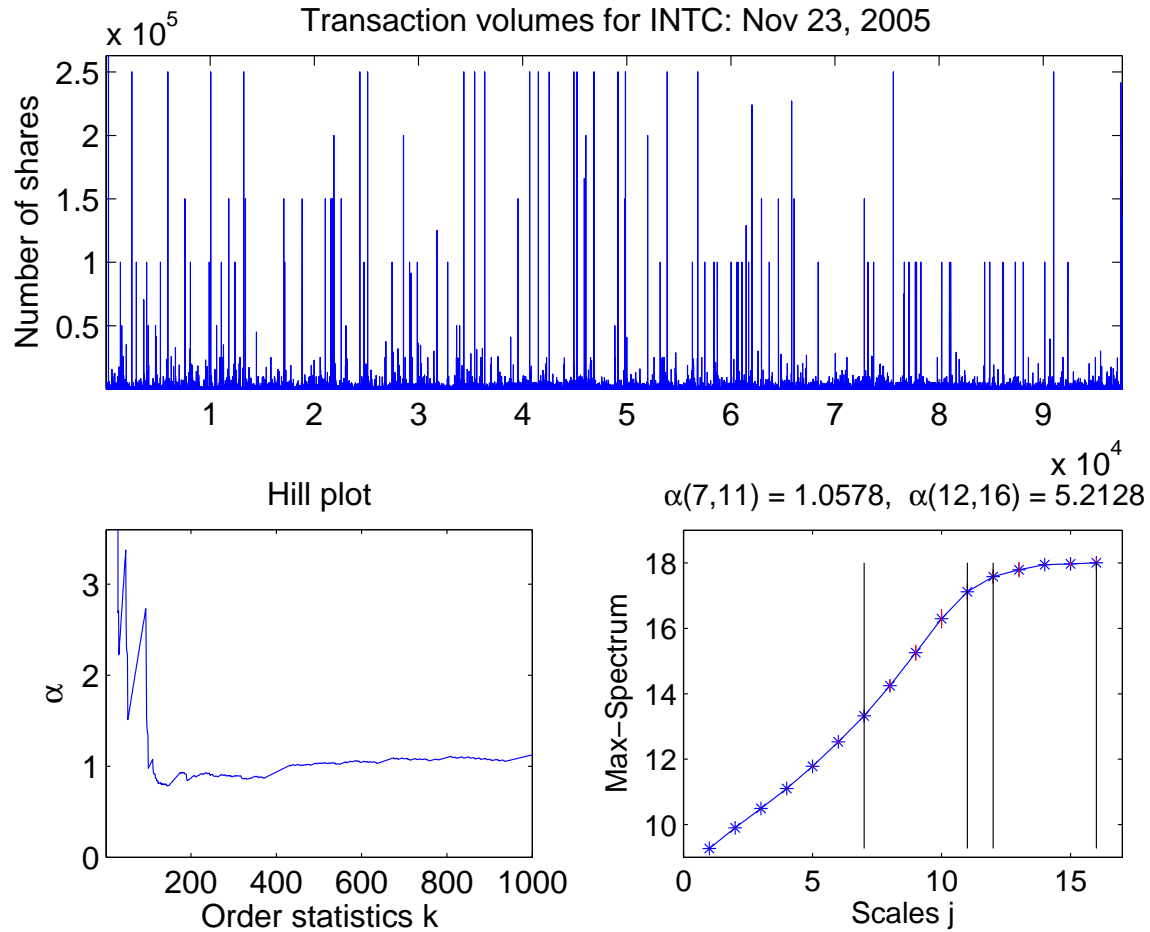 Transaction volumes for INTC: Nov 23, 2005
x 10^5
Number of shares
2.5
2
1.5
1
0.5
1 2 3 4 5 6 7 8 9
x 10^4
Hill plot
α
3
2
1
0
200 400 600 800 1000
Order statistics k
α(7,11) = 1.0578, α(12,16) = 5.2128
Max−Spectrum
18
16
14
12
10
0 5 10 15
Scales j